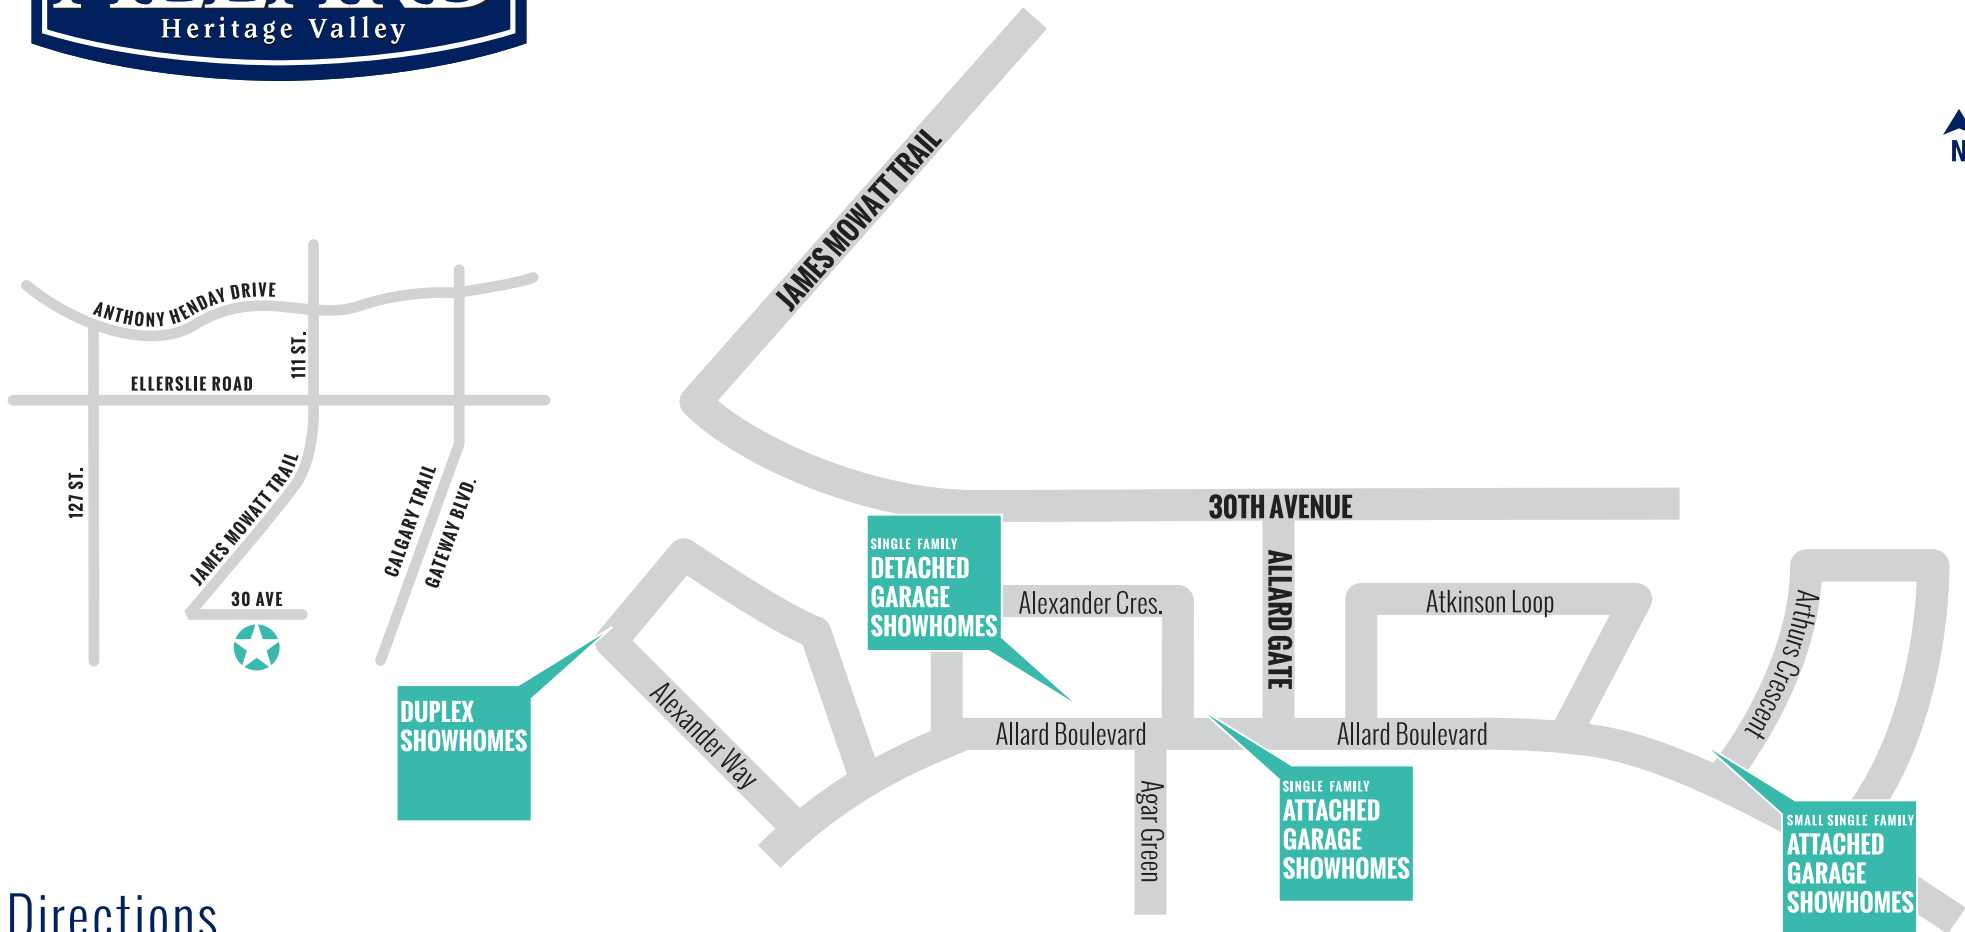 Heritage Valley
N
JAMES MOWATT TRAIL
ANTHONY HENDAY DRIVE
111 ST.
ELLERSLIE ROAD
127 ST.
JAMES MOWATT TRAIL
CALGARY TRAIL
GATEWAY BLVD.
30 AVE
30TH AVENUE
ALLARD GATE
SINGLE FAMILY
DETACHED
GARAGE
SHOWHOMES
Alexander Cres.
Atkinson Loop
Arthurs Crescent
DUPLEX
SHOWHOMES
Alexander Way
Allard Boulevard
Allard Boulevard
Agar Green
SINGLE FAMILY
ATTACHED
GARAGE
SHOWHOMES
SMALL SINGLE FAMILY
ATTACHED
GARAGE
SHOWHOMES
Directions